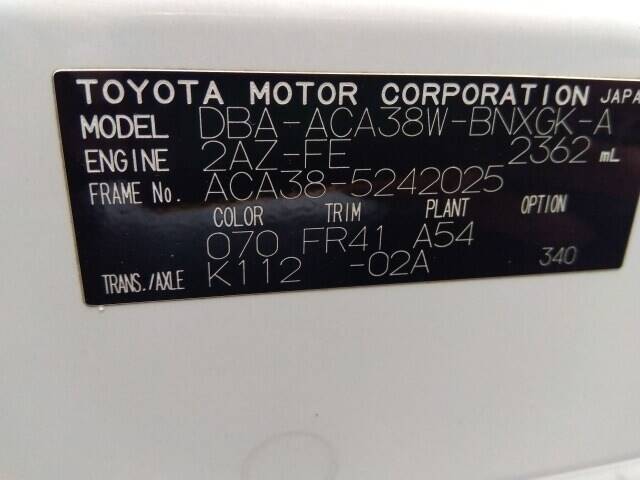 TOYOTA MOTOR CORPORATION JAPA
MODEL DBA-ACA38W-BNXGK-A
ENGINE 2AZ-FE 2362 mL
FRAME No. ACA38-5242025
COLOR TRIM PLANT OPTION
070 FR41 A54
TRANS./AXLE K112 -02A 340